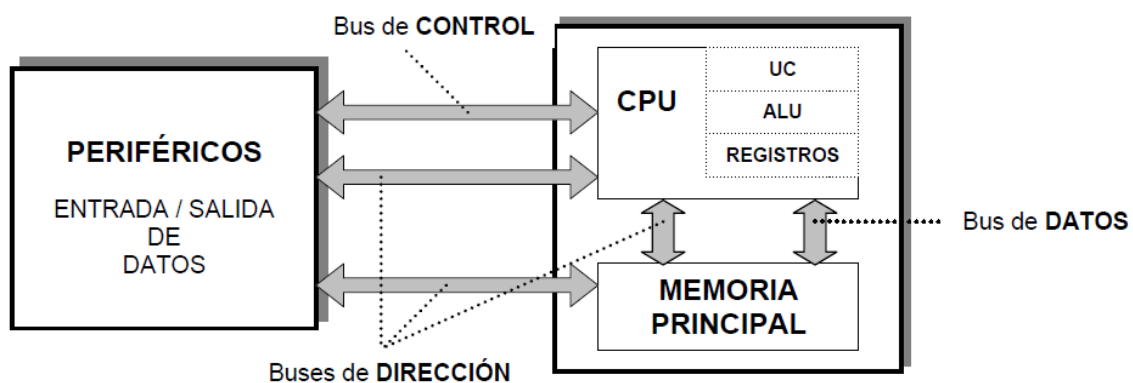 Bus de CONTROL
PERIFÉRICOS
ENTRADA / SALIDA
DE
DATOS
CPU
UC
ALU
REGISTROS
Bus de DATOS
MEMORIA
PRINCIPAL
Buses de DIRECCIÓN